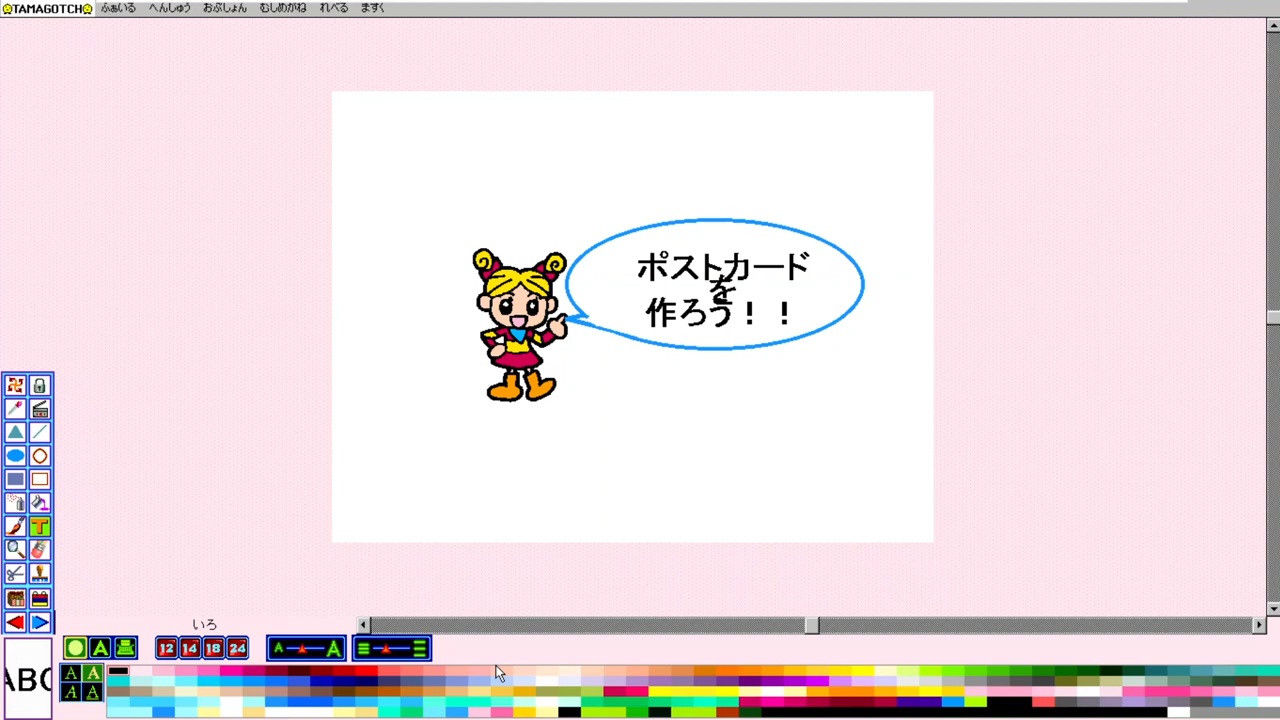 TAMAGOTCH ふぁいる へんしゅう おぷしょん むしめがね れべる ますく
ポストカード
を
作ろう！！
いろ
A 12 14 18 24 A A
ABC A A
A A